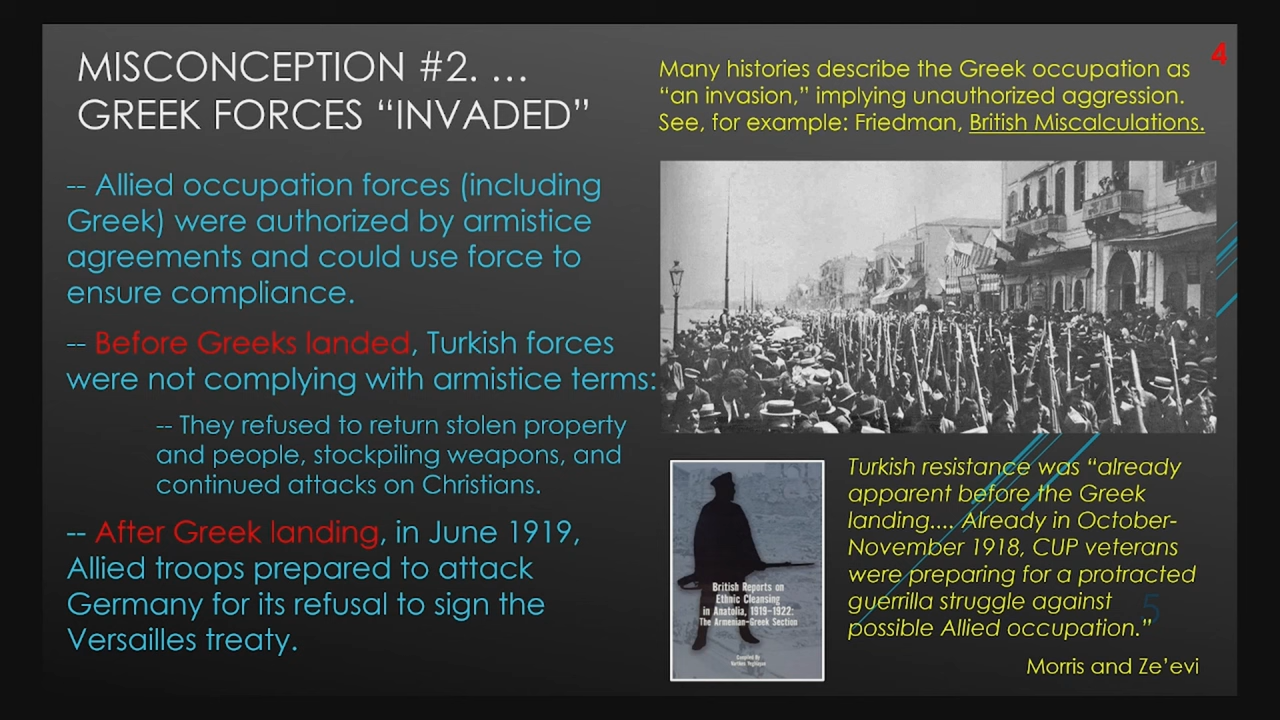 MISCONCEPTION #2. …
GREEK FORCES “INVADED”
-- Allied occupation forces (including
Greek) were authorized by armistice
agreements and could use force to
ensure compliance.
-- Before Greeks landed, Turkish forces
were not complying with armistice terms:
-- They refused to return stolen property
and people, stockpiling weapons, and
continued attacks on Christians.
-- After Greek landing, in June 1919,
Allied troops prepared to attack
Germany for its refusal to sign the
Versailles treaty.
4
Many histories describe the Greek occupation as
“an invasion,” implying unauthorized aggression.
See, for example: Friedman, British Miscalculations.
British Reports on
Ethnic Cleansing
in Anatolia, 1919–1922:
The Armenian-Greek Section
Compiled By
Turkish resistance was “already
apparent before the Greek
landing.... Already in October-
November 1918, CUP veterans
were preparing for a protracted
guerrilla struggle against
possible Allied occupation.”
5
Morris and Ze’evi